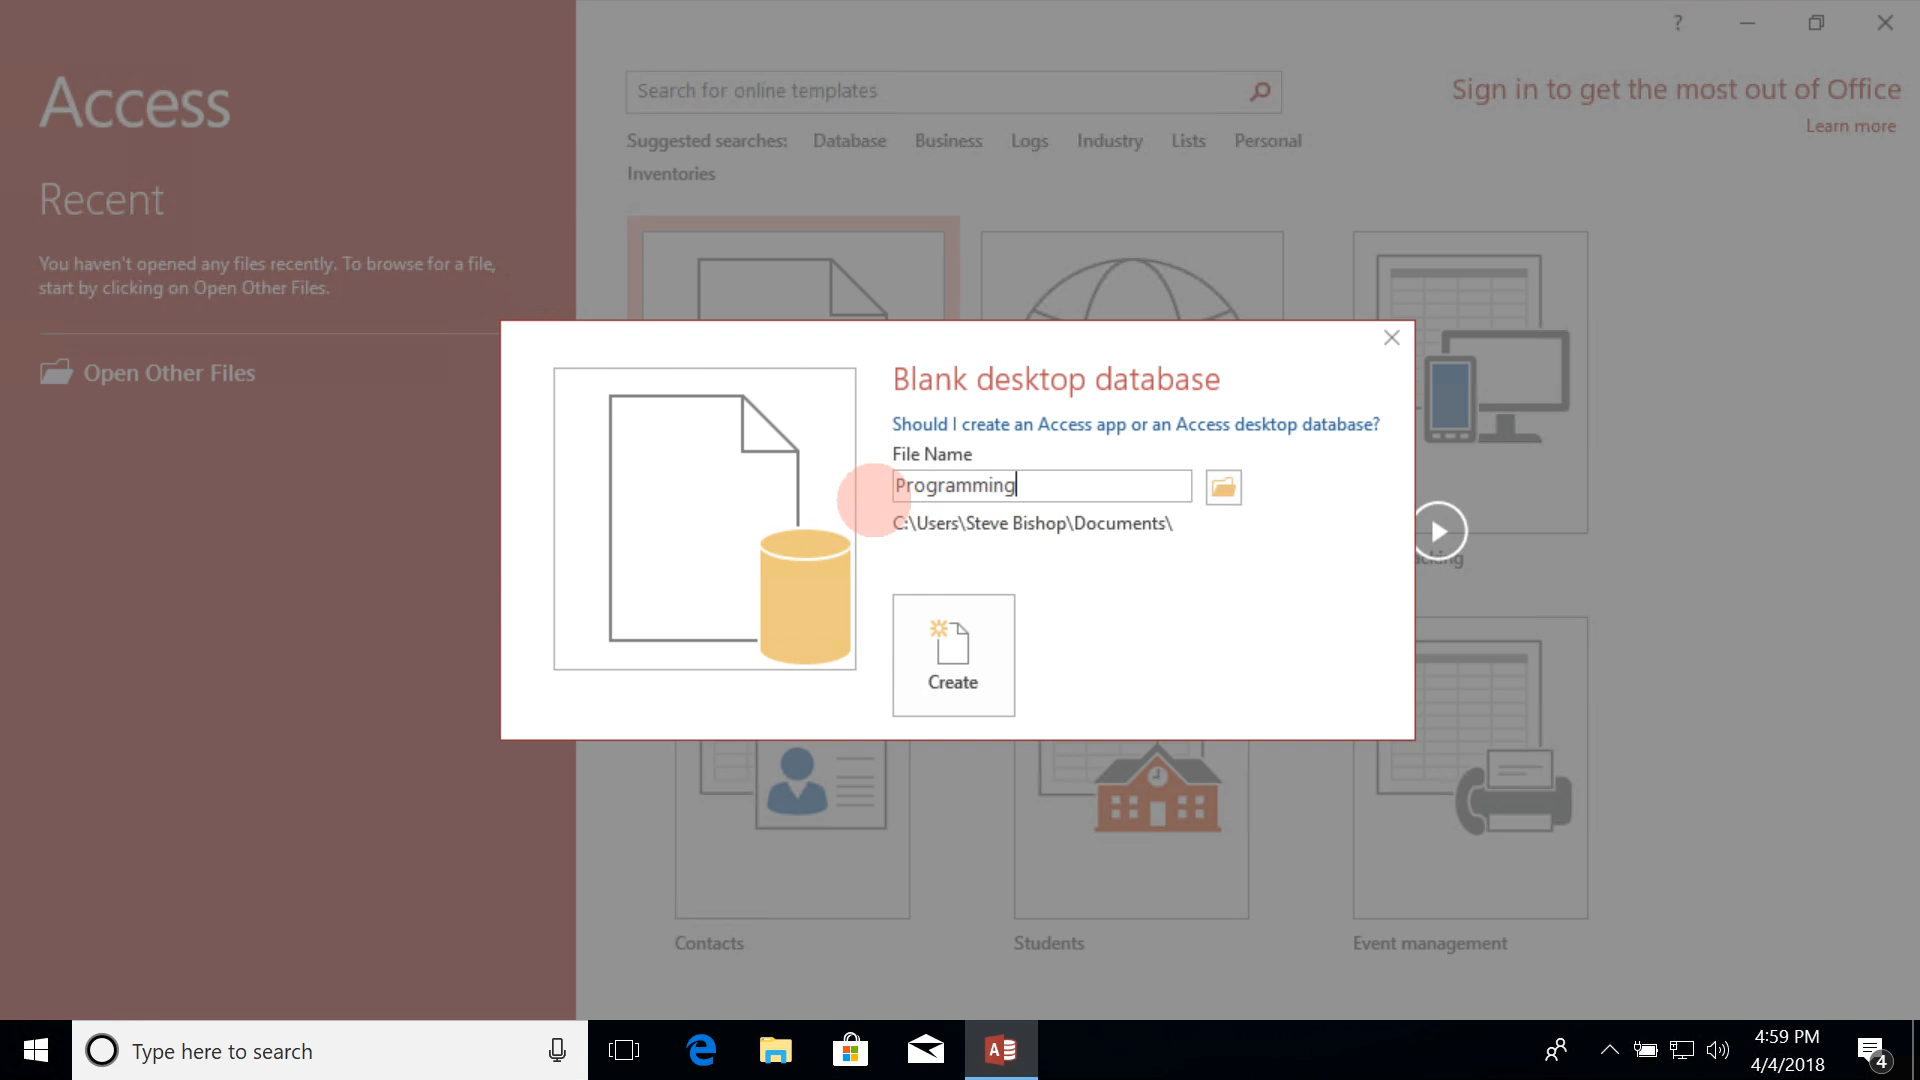 Access
Recent
You haven't opened any files recently. To browse for a file,
start by clicking on Open Other Files.
Open Other Files
?
Search for online templates
Sign in to get the most out of Office
Learn more
Suggested searches: Database Business Logs Industry Lists Personal
Inventories
Blank desktop database
Should I create an Access app or an Access desktop database?
File Name
Programming
C:\Users\Steve Bishop\Documents\
Create
Contacts
Students
Event management
Type here to search
4:59 PM
4/4/2018
4